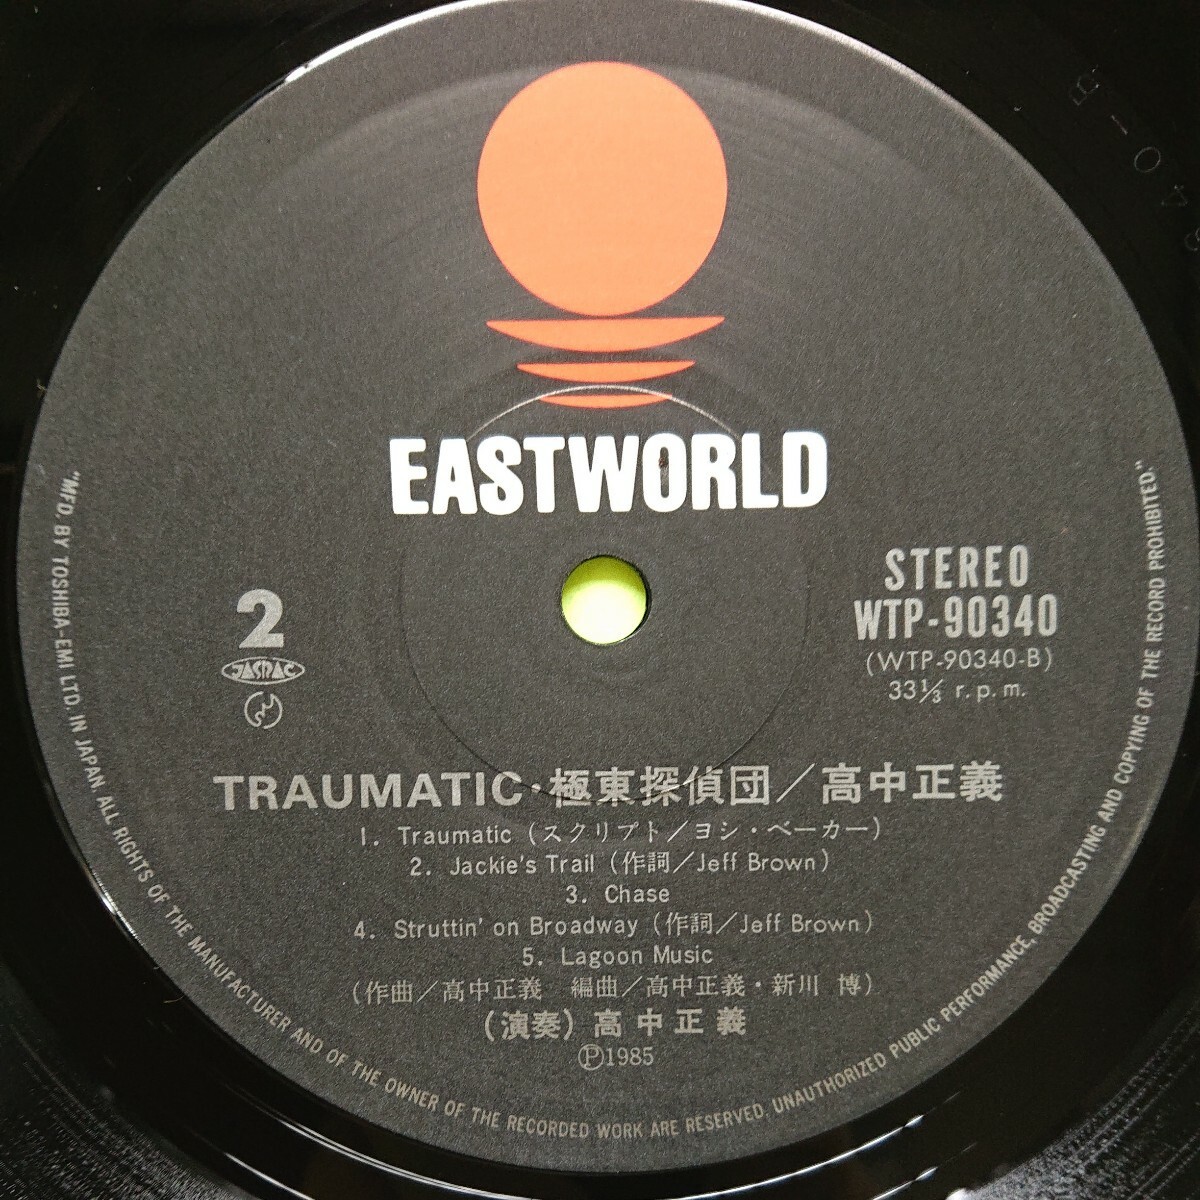 EASTWORLD
STEREO
WTP-90340
(WTP-90340-B)
33⅓ r.p.m.
2
JASRAC
TRAUMATIC・極東探偵団／高中正義
1. Traumatic (スクリプト／ヨシ・ベーカー)
2. Jackie's Trail (作詞／Jeff Brown)
3. Chase
4. Struttin' on Broadway (作詞／Jeff Brown)
5. Lagoon Music
(作曲／高中正義 編曲／高中正義・新川 博)
(演奏) 高中正義
Ⓟ1985
"MFD. BY TOSHIBA-EMI LTD. IN JAPAN ALL RIGHTS OF THE MANUFACTURER AND OF THE OWNER OF THE RECORDED WORK ARE RESERVED. UNAUTHORIZED PUBLIC PERFORMANCE, BROADCASTING AND COPYING OF THE RECORD PROHIBITED."